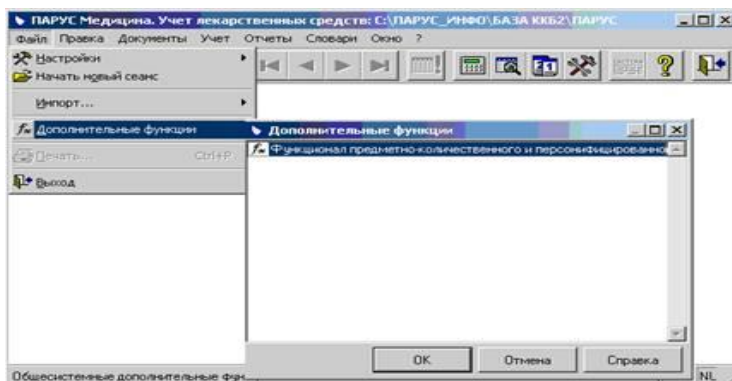 ПАРУС Медицина. Учет лекарственных средств: C:\ПАРУС_ИНФО\БАЗА ККБ2\ПАРУС
Файл Правка Документы Учет Отчеты Словари Окно ?
Настройки
Начать новый сеанс
Импорт...
Дополнительные функции
Печать... Ctrl+P
Выход
Дополнительные функции
Функционал предметно-количественного и персонифицированно
OK Отмена Справка
Общесистемные дополнительные фун
NL